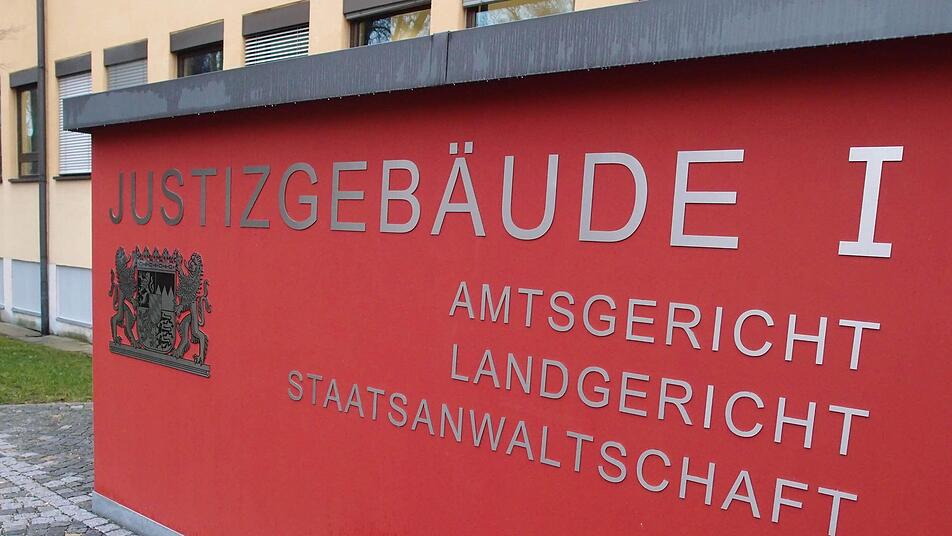 JUSTIZGEBÄUDE I
AMTSGERICHT
LANDGERICHT
STAATSANWALTSCHAFT